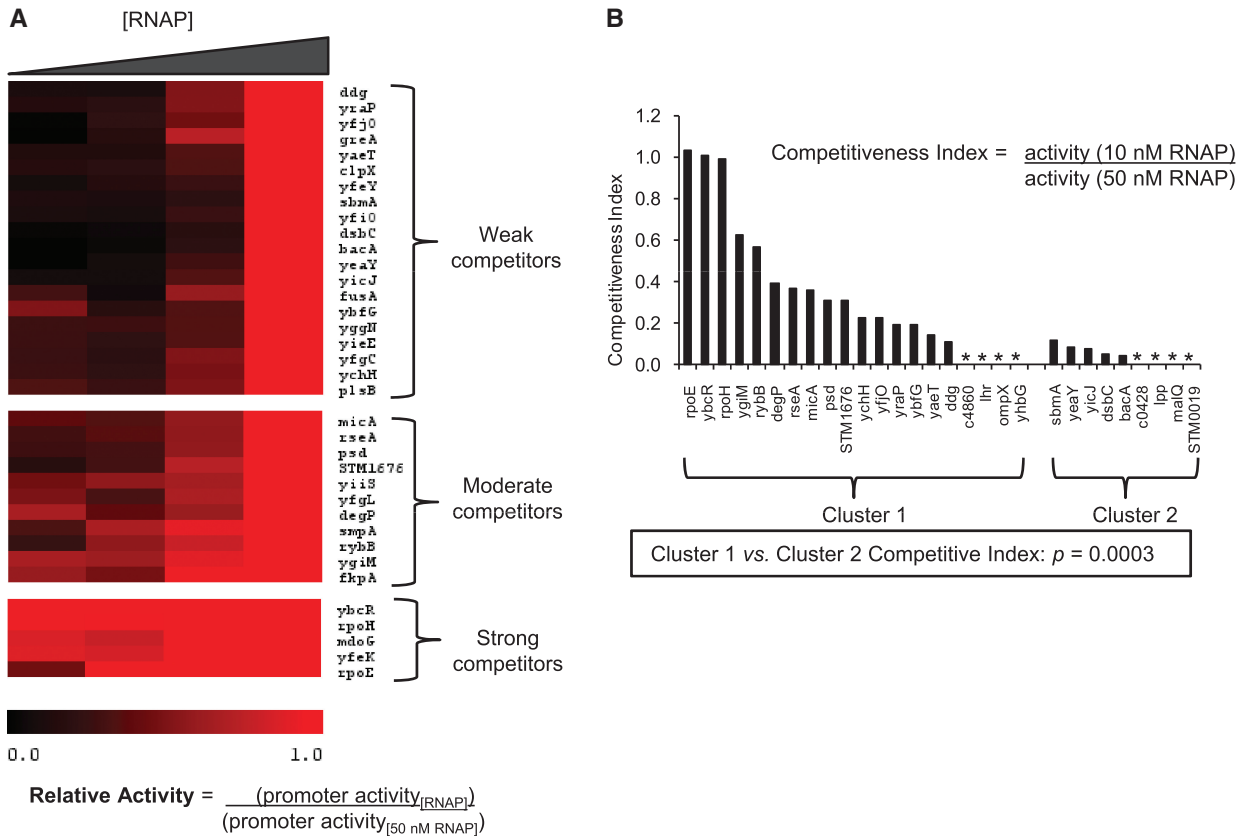 A
[RNAP]
ddg
yraP
yfjO
greA
yaeT
clpX
yfeY
sbmA
yfiO
dsbC
bacA
yeaY
yicJ
fusA
ybfG
yggN
yieE
yfgC
ychH
plsB
Weak
competitors
micA
rseA
psd
STM1676
yiiS
yfgL
degP
smpA
rybB
ygiM
fkpA
Moderate
competitors
ybcR
rpoH
mdoG
yfeK
rpoE
Strong
competitors
0.0 1.0
Relative Activity = (promoter activity[RNAP])
(promoter activity[50 nM RNAP])
B
Competitiveness Index
1.2
1.0
0.8
0.6
0.4
0.2
0.0
Competitiveness Index = activity (10 nM RNAP)
activity (50 nM RNAP)
* * * * * * * *
rpoE
ybcR
rpoH
ygiM
rybB
degP
rseA
micA
psd
STM1676
ychH
yfjO
yraP
ybfG
yaeT
ddg
c4860
lhr
ompX
yhbG
sbmA
yeaY
yicJ
dsbC
bacA
c0428
lpp
malQ
STM0019
Cluster 1 Cluster 2
Cluster 1 vs. Cluster 2 Competitive Index: p = 0.0003